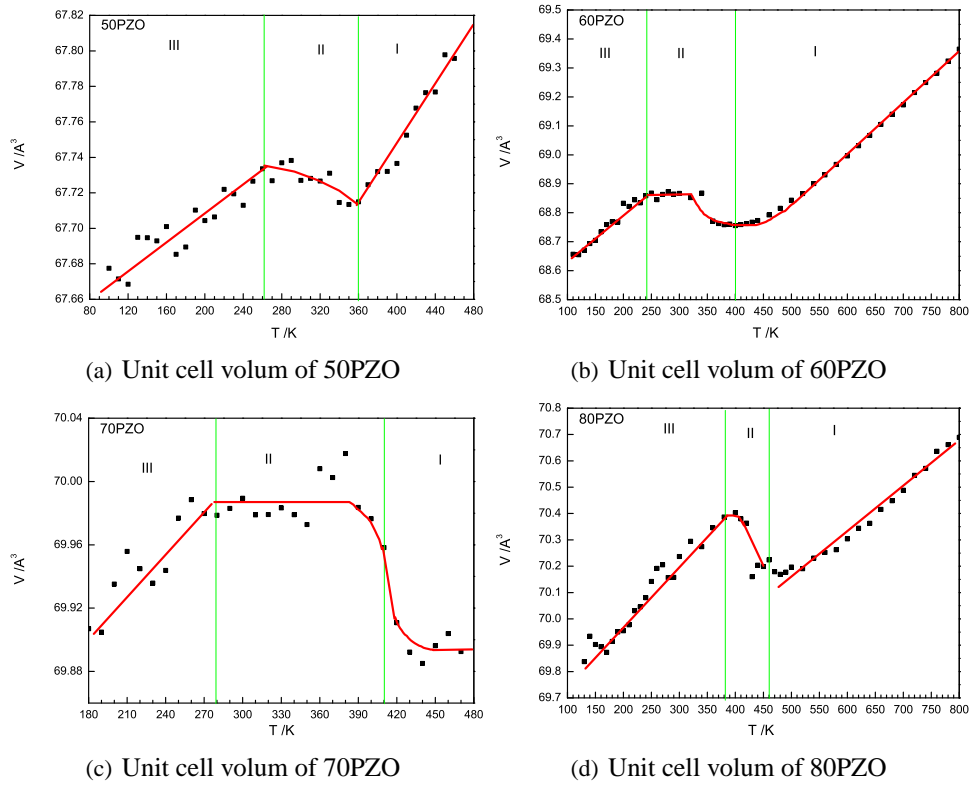 50PZO
III
II
I
67.82
67.80
67.78
67.76
67.74
67.72
67.70
67.68
67.66
V /A³
80 120 160 200 240 280 320 360 400 440 480
T /K
(a) Unit cell volum of 50PZO
60PZO
III
II
I
69.5
69.4
69.3
69.2
69.1
69.0
68.9
68.8
68.7
68.6
68.5
V /A³
100 150 200 250 300 350 400 450 500 550 600 650 700 750 800
T /K
(b) Unit cell volum of 60PZO
70PZO
III
II
I
70.04
70.00
69.96
69.92
69.88
V /A³
180 210 240 270 300 330 360 390 420 450 480
T /K
(c) Unit cell volum of 70PZO
80PZO
III
II
I
70.8
70.7
70.6
70.5
70.4
70.3
70.2
70.1
70.0
69.9
69.8
69.7
V /A³
100 150 200 250 300 350 400 450 500 550 600 650 700 750 800
T /K
(d) Unit cell volum of 80PZO